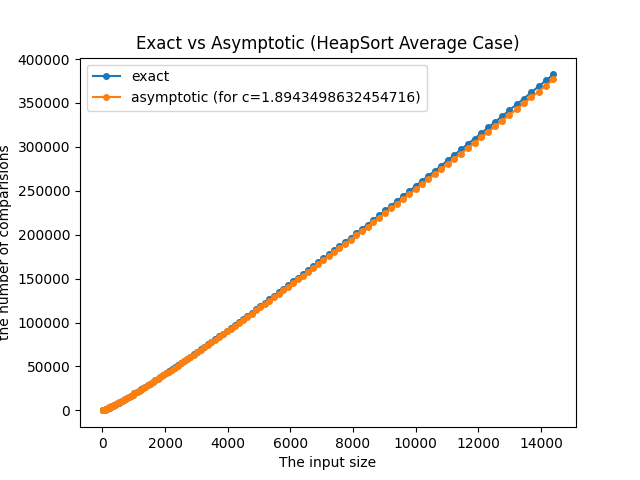 Exact vs Asymptotic (HeapSort Average Case)
exact
asymptotic (for c=1.8943498632454716)
400000
350000
300000
250000
200000
150000
100000
50000
0
the number of comparisions
0 2000 4000 6000 8000 10000 12000 14000
The input size